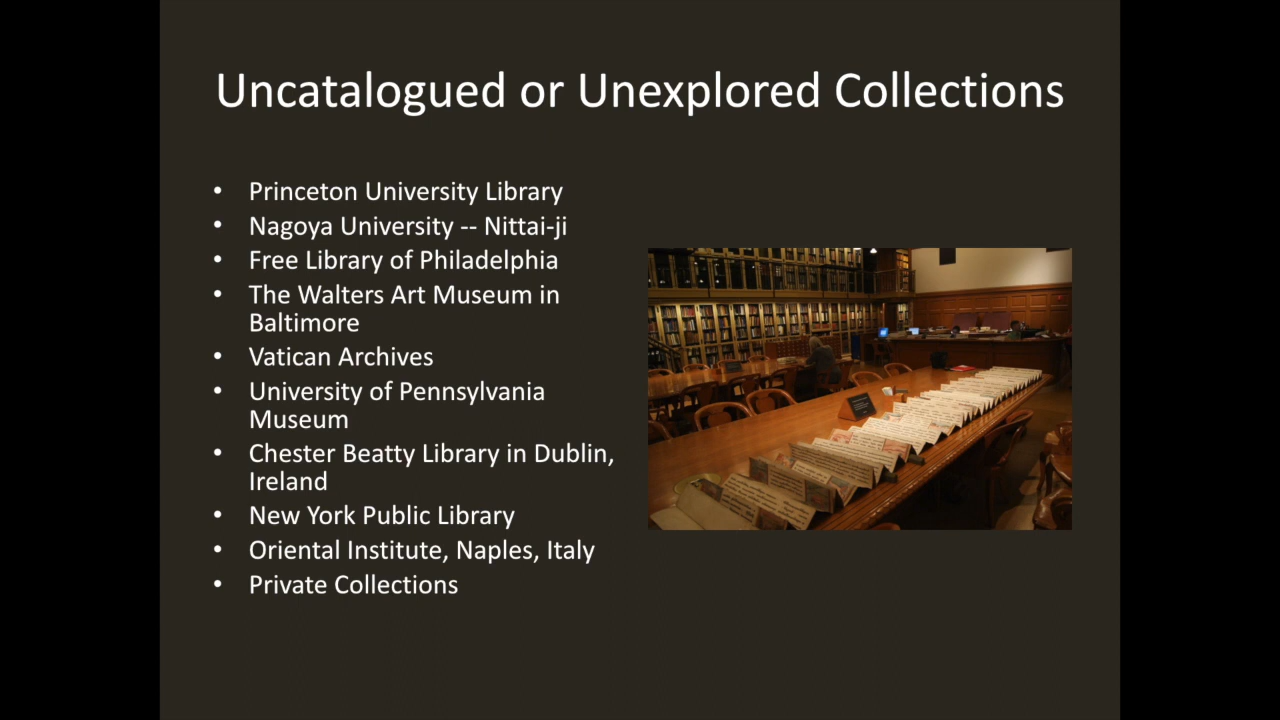 Uncatalogued or Unexplored Collections
• Princeton University Library
• Nagoya University -- Nittai-ji
• Free Library of Philadelphia
• The Walters Art Museum in
Baltimore
• Vatican Archives
• University of Pennsylvania
Museum
• Chester Beatty Library in Dublin,
Ireland
• New York Public Library
• Oriental Institute, Naples, Italy
• Private Collections